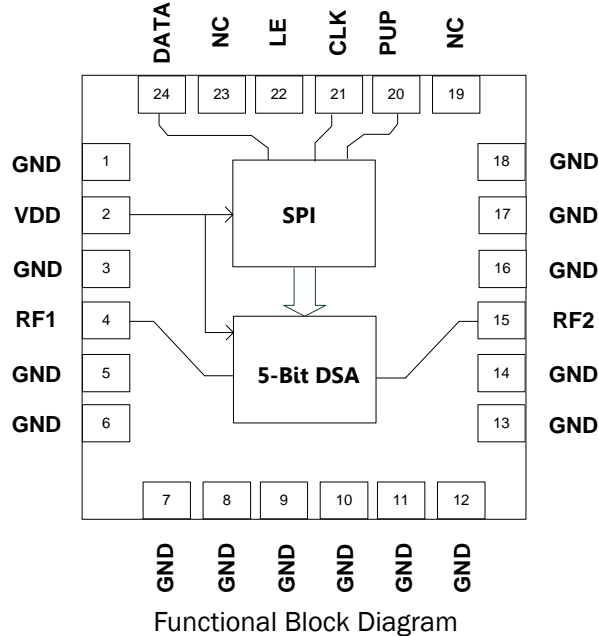 DATA NC LE CLK PUP NC
24 23 22 21 20 19
GND 1 18 GND
VDD 2 SPI 17 GND
GND 3 16 GND
RF1 4 15 RF2
GND 5 5-Bit DSA 14 GND
GND 6 13 GND
7 8 9 10 11 12
GND GND GND GND GND GND
Functional Block Diagram